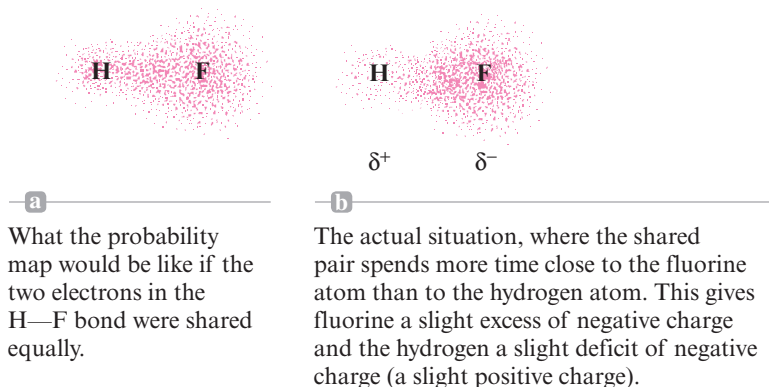 H F
H F
δ+ δ−
a
What the probability
map would be like if the
two electrons in the
H—F bond were shared
equally.
b
The actual situation, where the shared
pair spends more time close to the fluorine
atom than to the hydrogen atom. This gives
fluorine a slight excess of negative charge
and the hydrogen a slight deficit of negative
charge (a slight positive charge).